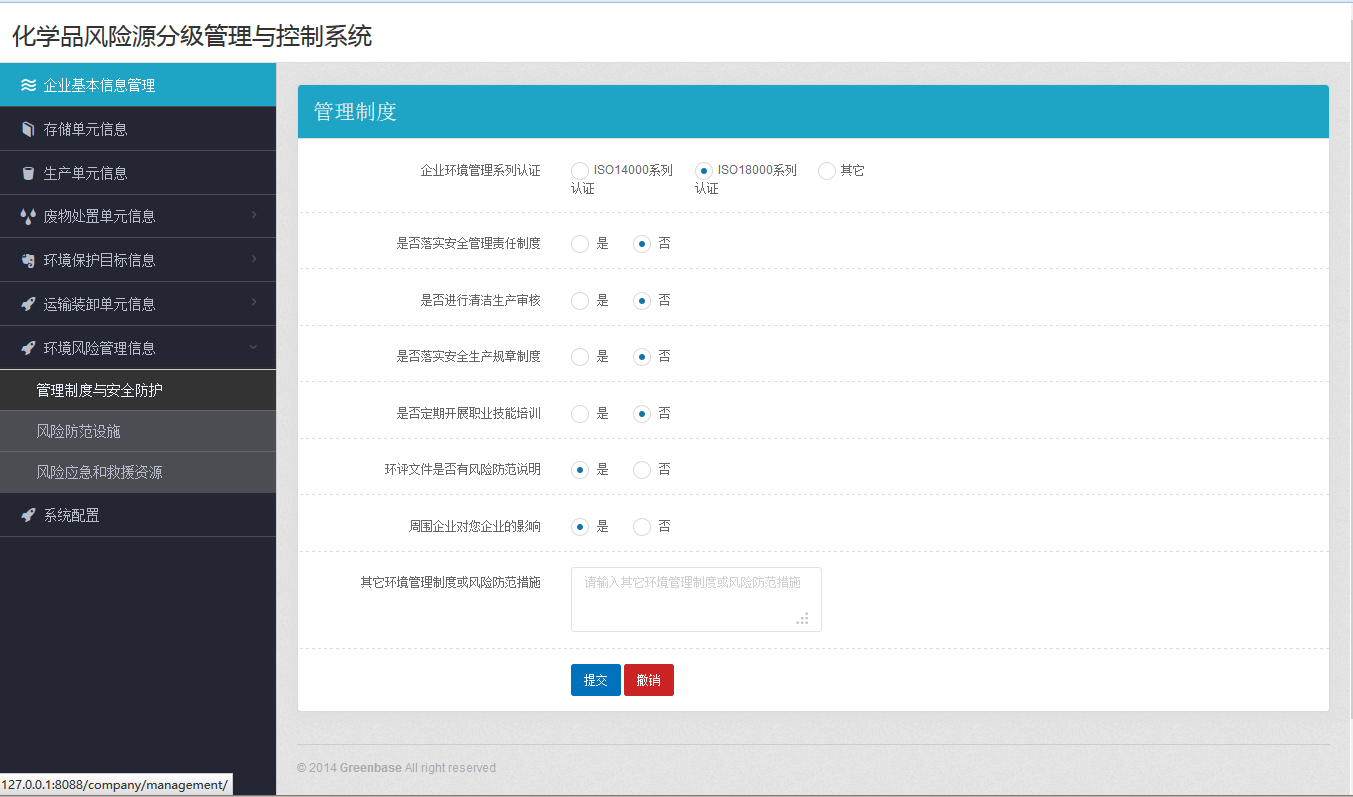 化学品风险源分级管理与控制系统
企业基本信息管理
存储单元信息
生产单元信息
废物处置单元信息
环境保护目标信息
运输装卸单元信息
环境风险管理信息
管理制度与安全防护
风险防范设施
风险应急和救援资源
系统配置
管理制度
企业环境管理系列认证 ISO14000系列 ISO18000系列 其它
认证 认证
是否落实安全管理责任制度 是 否
是否进行清洁生产审核 是 否
是否落实安全生产规章制度 是 否
是否定期开展职业技能培训 是 否
环评文件是否有风险防范说明 是 否
周围企业对您企业的影响 是 否
其它环境管理制度或风险防范措施 请输入其它环境管理制度或风险防范措施
提交 撤销
© 2014 Greenbase All right reserved
127.0.0.1:8088/company/management/